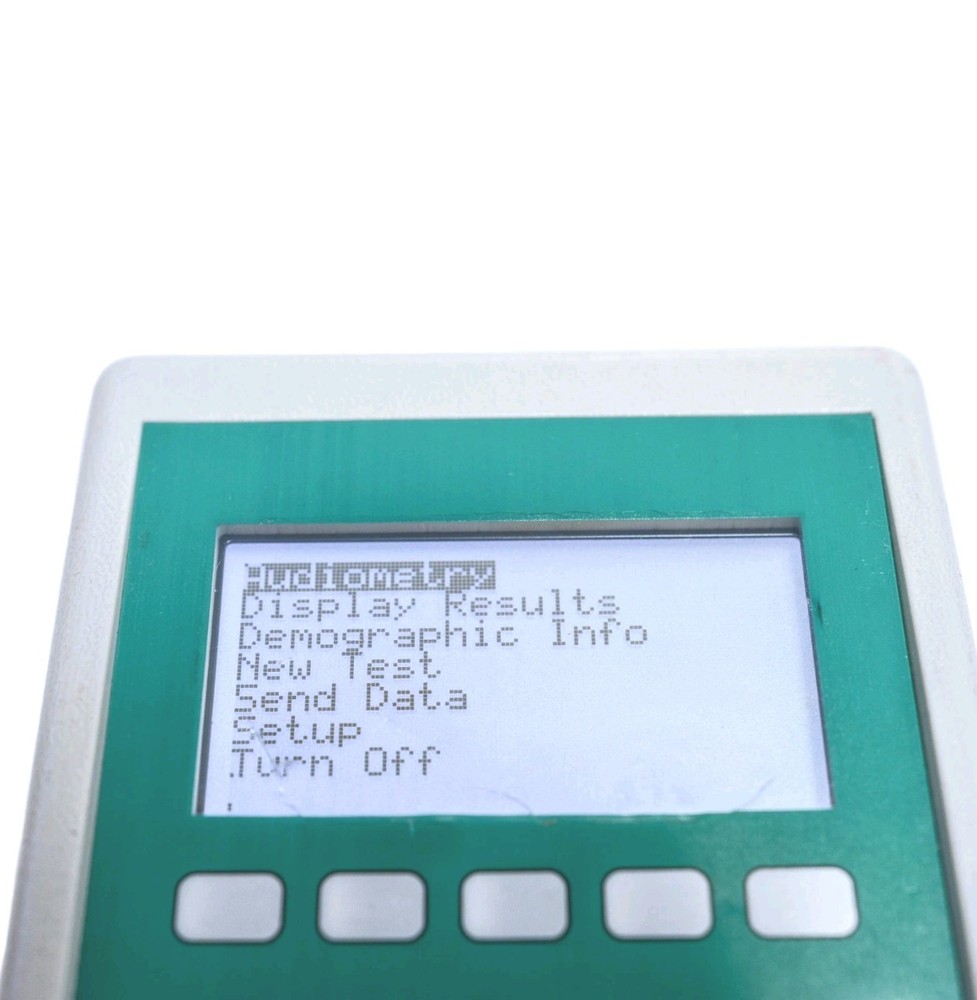 Audiometry
Display Results
Demographic Info
New Test
Send Data
Setup
Turn Off